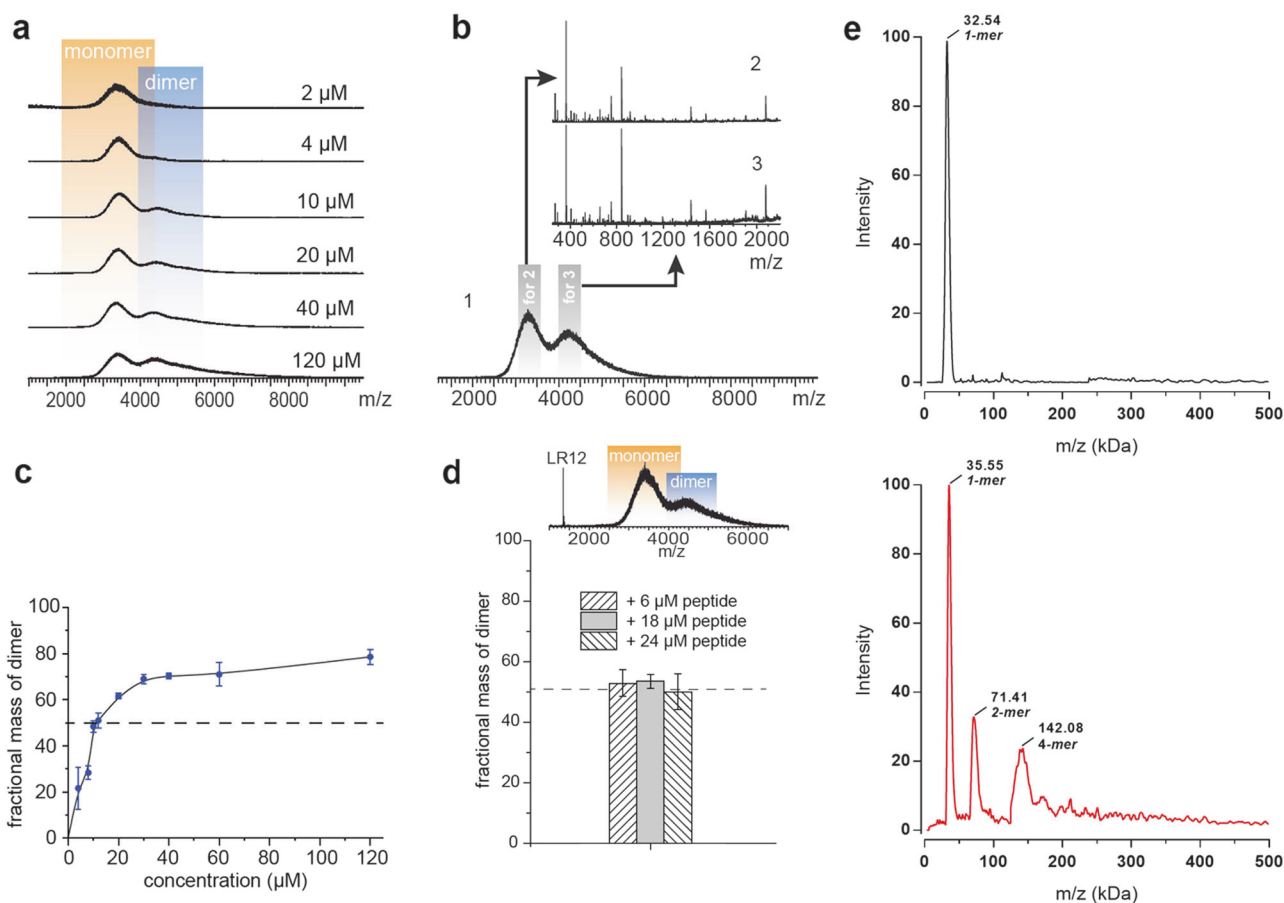 a
monomer
dimer
2 µM
4 µM
10 µM
20 µM
40 µM
120 µM
2000 4000 6000 8000 m/z
b
2
3
400 800 1200 1600 2000
m/z
for 2
for 3
1
2000 4000 6000 8000 m/z
c
fractional mass of dimer
100
80
60
40
20
0
0 20 40 60 80 100 120
concentration (µM)
d
LR12
monomer
dimer
2000 4000 6000
m/z
fractional mass of dimer
100
80
60
40
20
0
+ 6 µM peptide
+ 18 µM peptide
+ 24 µM peptide
e
32.54
1-mer
Intensity
100
80
60
40
20
0
0 100 200 300 400 500
m/z (kDa)
35.55
1-mer
71.41
2-mer
142.08
4-mer
Intensity
100
80
60
40
20
0
0 100 200 300 400 500
m/z (kDa)